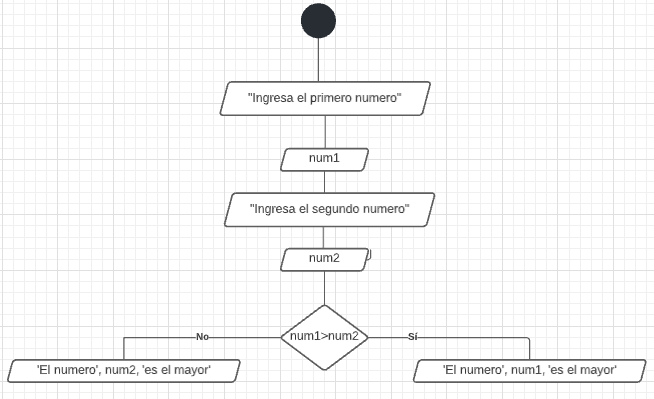 "Ingresa el primero numero"
num1
"Ingresa el segundo numero"
num2
num1>num2
No
Sí
'El numero', num2, 'es el mayor'
'El numero', num1, 'es el mayor'